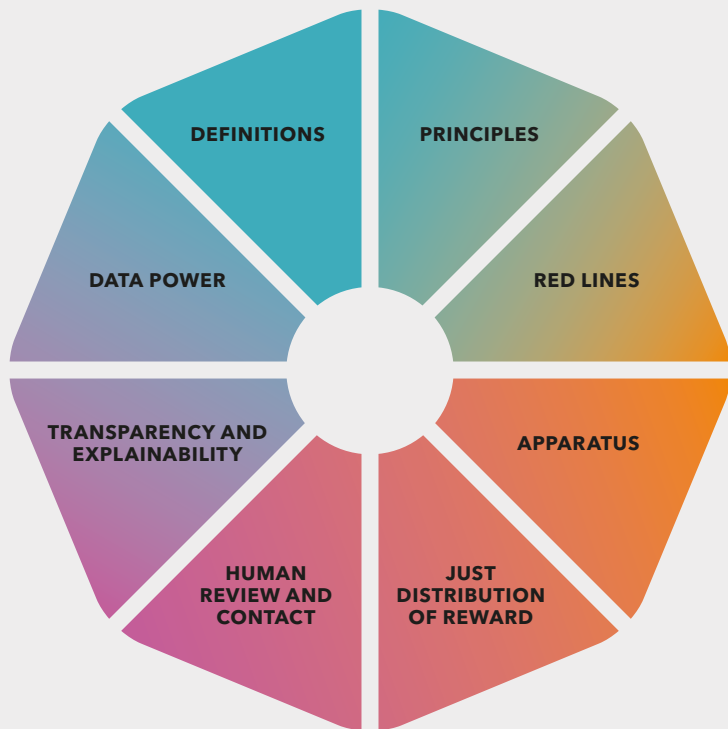 DEFINITIONS
PRINCIPLES
RED LINES
APPARATUS
JUST
DISTRIBUTION
OF REWARD
HUMAN
REVIEW AND
CONTACT
TRANSPARENCY AND
EXPLAINABILITY
DATA POWER